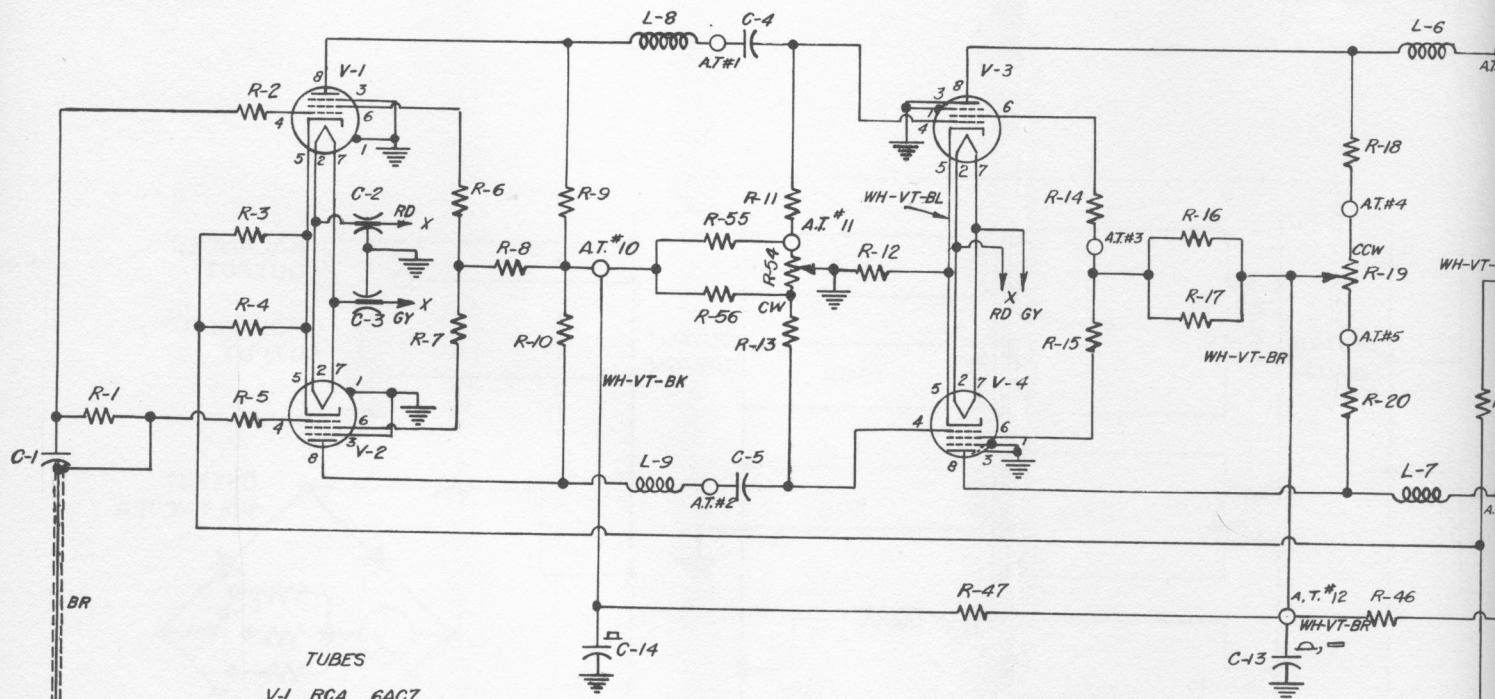 L-8
C-4
L-6
A.T.#1
V-1
8
3
6
4
1
5 2 7
R-2
V-3
3 8
6
4
1
5 2 7
C-2
RD X
C-3
GY X
R-3
R-4
R-6
R-7
R-8
R-9
R-10
A.T.#10
R-55
R-56
R-11
A.T.#11
R-54
CW
R-13
R-12
WH-VT-BL
X
RD GY
R-14
A.T.#3
R-15
R-16
R-17
R-18
A.T.#4
CCW
R-19
A.T.#5
R-20
WH-VT-BR
WH-VT-
WH-VT-BK
R-1
R-5
C-1
5 2 7
1
4
6
3
8
V-2
5 2 7
V-4
4
6
1
3
8
L-9
A.T.#2
C-5
L-7
BR
R-47
A.T.#12
R-46
WH-VT-BR
C-14
C-13
TUBES
V-1 RCA 6AC7